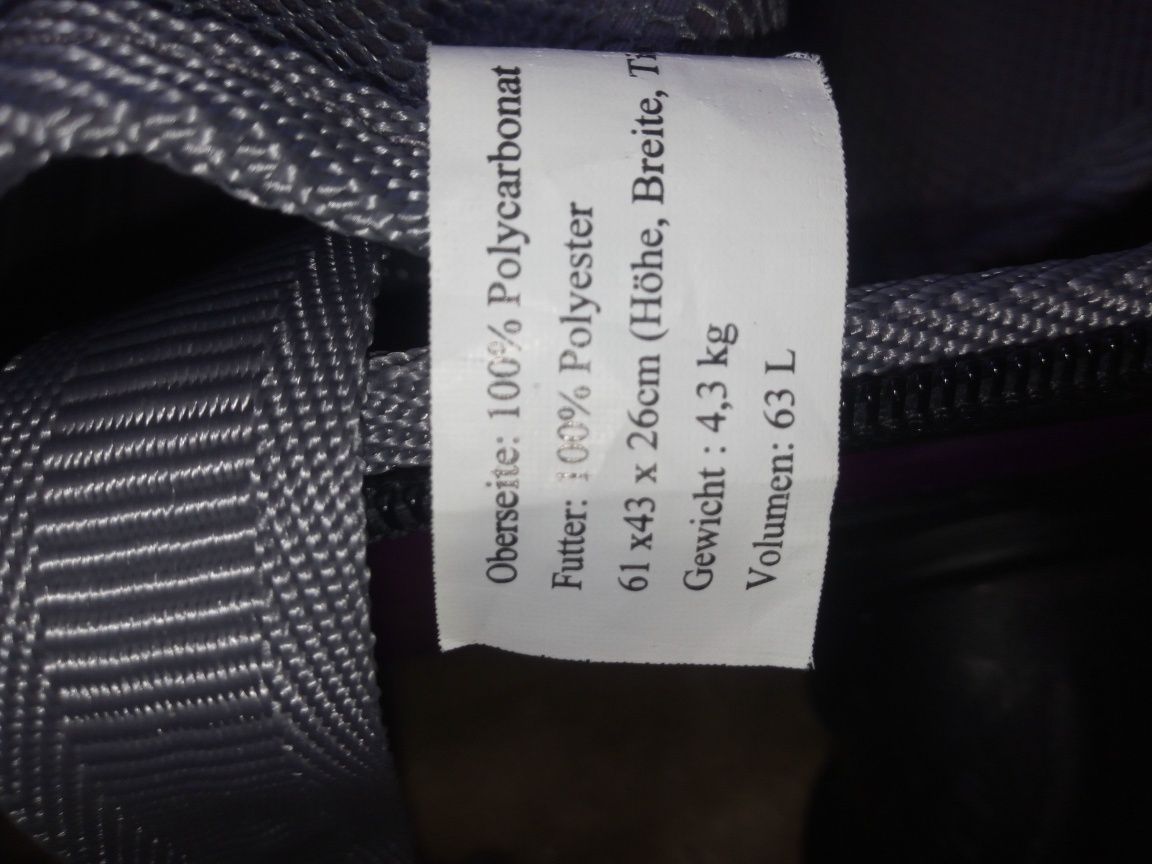 Oberseite: 100% Polycarbonat
Futter: 100% Polyester
61 x43 x 26cm (Höhe, Breite,
Gewicht : 4,3 kg
Volumen: 63 L